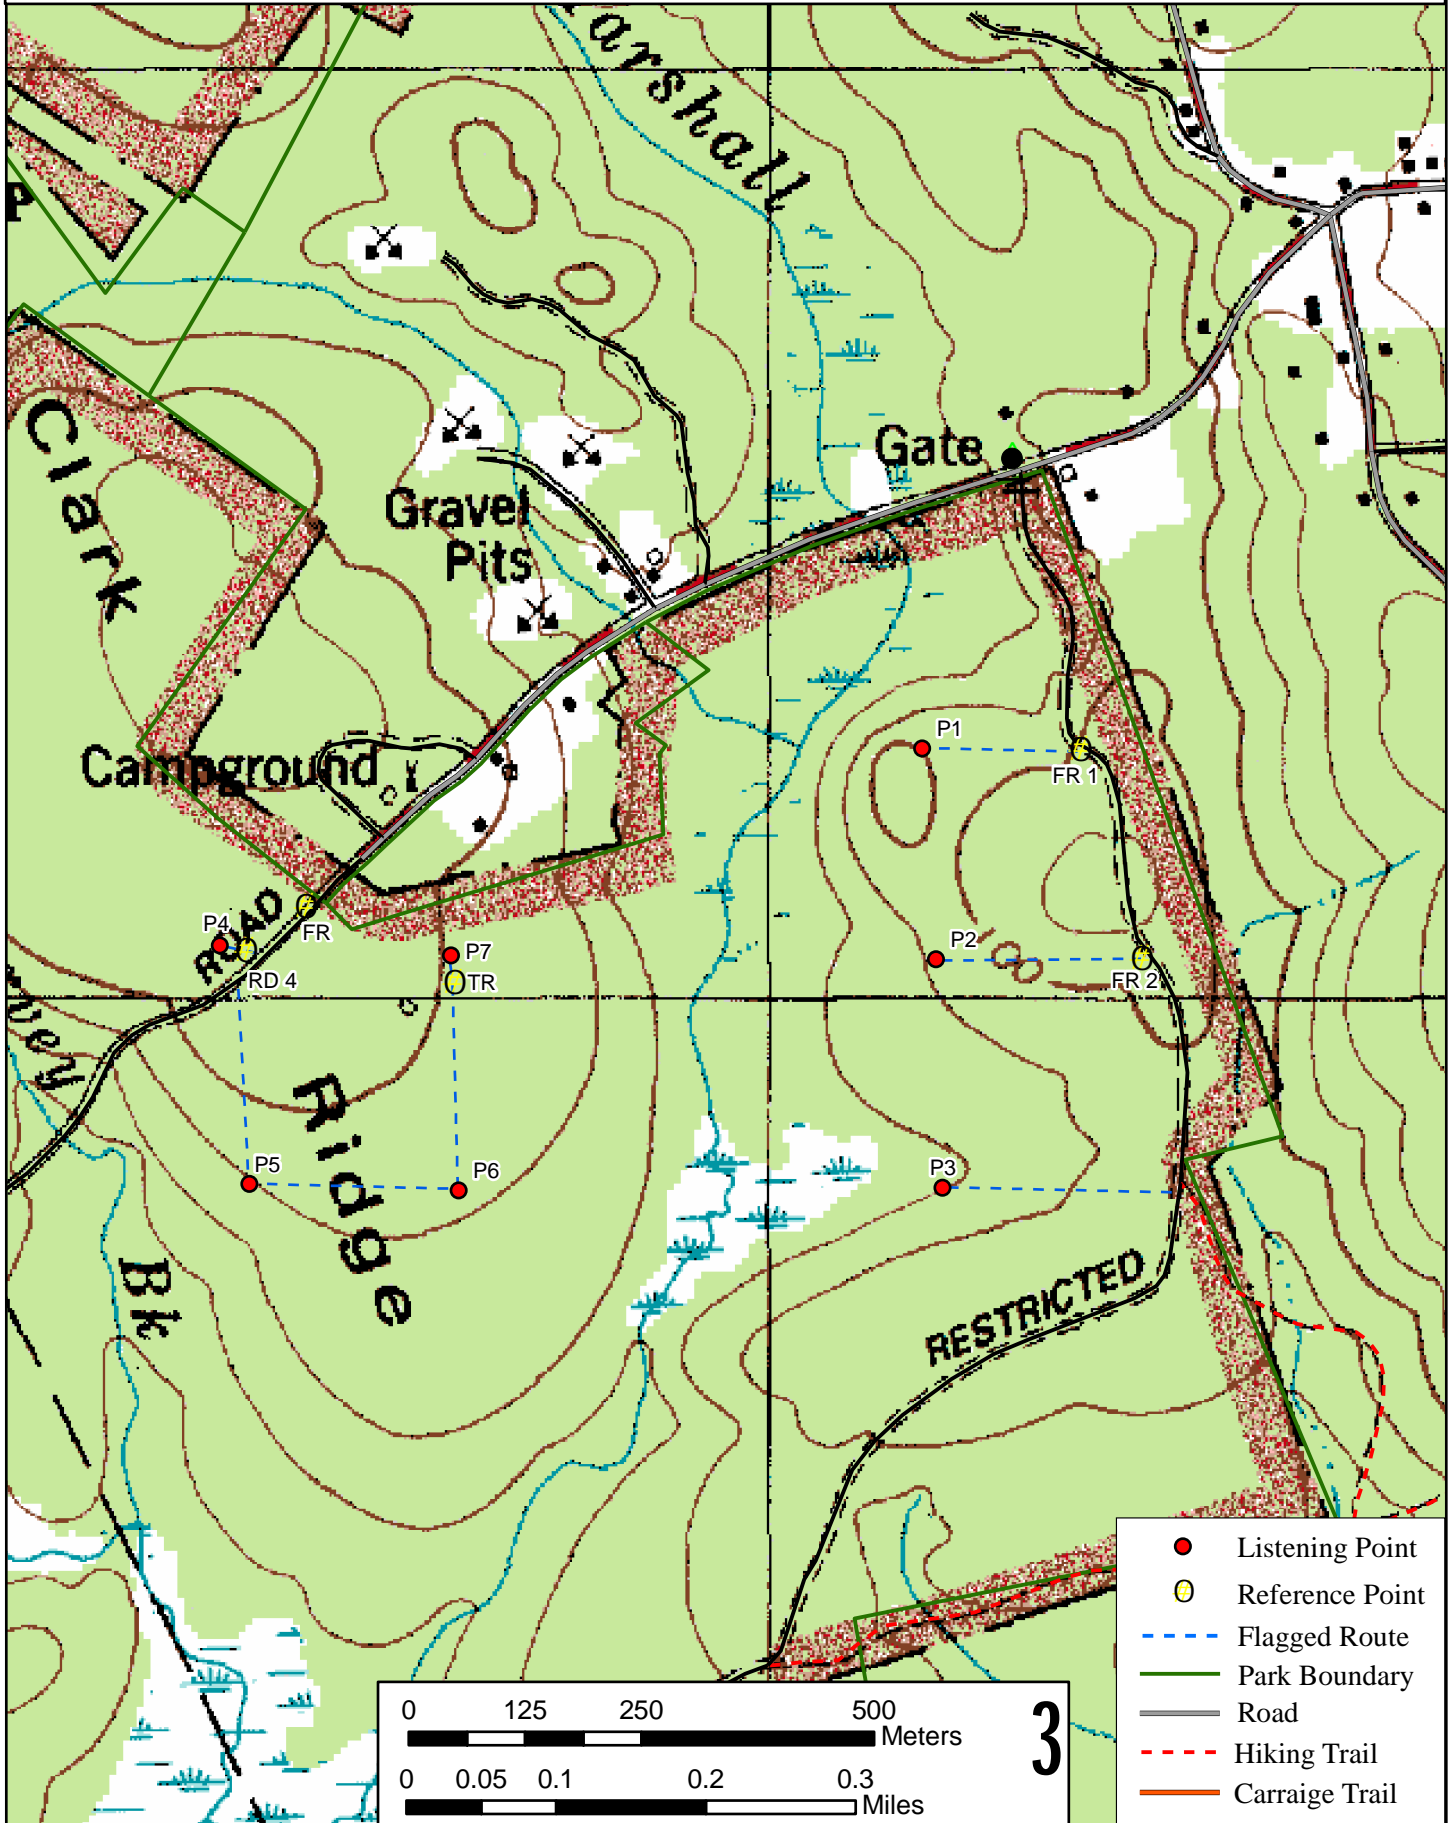 arshall
P
Clark
Gate
Gravel
Pits
P1
FR 1
Campground
ROAD
FR
P4
RD 4
P7
TR
P2
100
FR 2
vey
Ridge
P5
P6
P3
Bk
RESTRICTED
Listening Point
Reference Point
Flagged Route
Park Boundary
Road
Hiking Trail
Carraige Trail
0 125 250 500
Meters
0 0.05 0.1 0.2 0.3
Miles
3